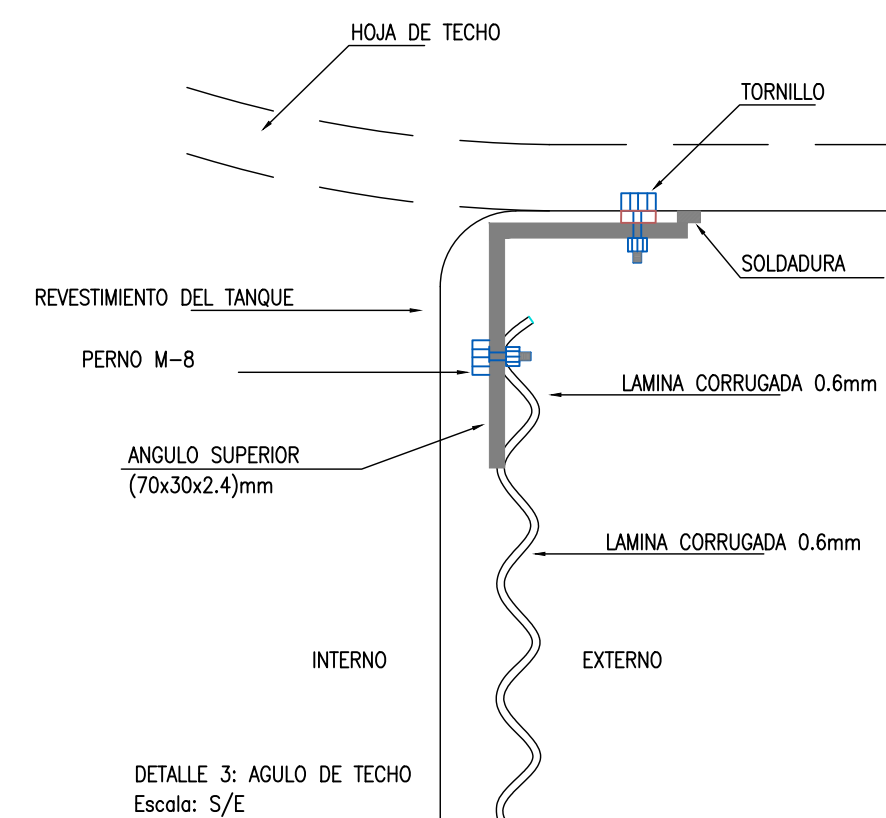 HOJA DE TECHO
TORNILLO
SOLDADURA
REVESTIMIENTO DEL TANQUE
PERNO M-8
LAMINA CORRUGADA 0.6mm
ANGULO SUPERIOR
(70x30x2.4)mm
LAMINA CORRUGADA 0.6mm
INTERNO
EXTERNO
DETALLE 3: AGULO DE TECHO
Escala: S/E